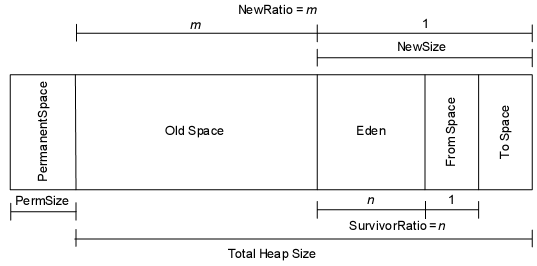 NewRatio = m
m
1
NewSize
PermanentSpace
Old Space
Eden
From Space
To Space
PermSize
n
1
SurvivorRatio = n
Total Heap Size